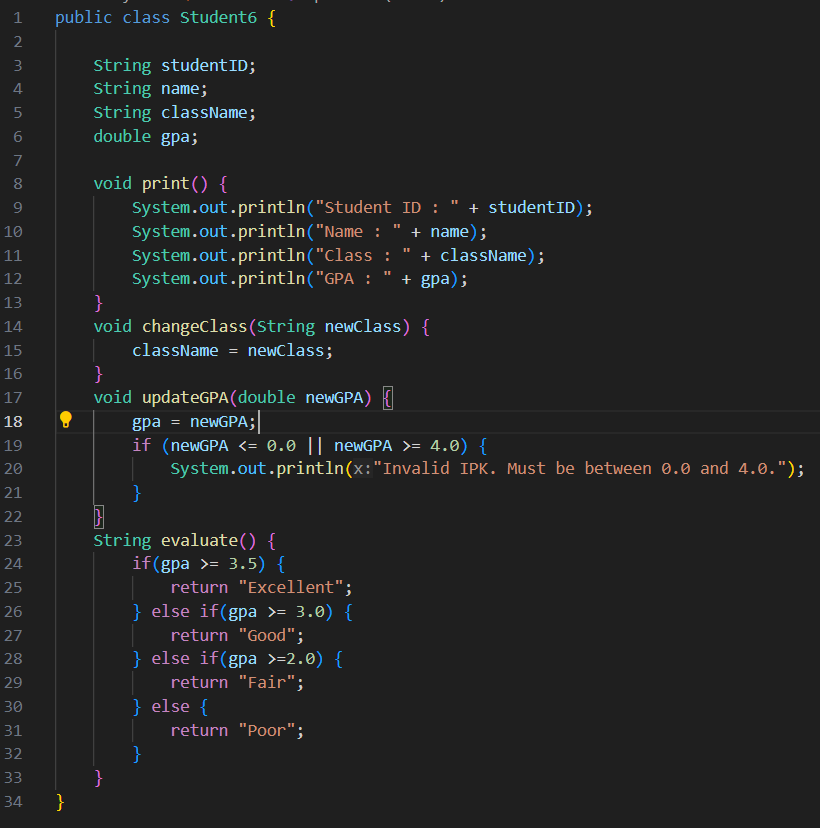 1 public class Student6 {
2
3 String studentID;
4 String name;
5 String className;
6 double gpa;
7
8 void print() {
9 System.out.println("Student ID : " + studentID);
10 System.out.println("Name : " + name);
11 System.out.println("Class : " + className);
12 System.out.println("GPA : " + gpa);
13 }
14 void changeClass(String newClass) {
15 className = newClass;
16 }
17 void updateGPA(double newGPA) {
18 gpa = newGPA;
19 if (newGPA <= 0.0 || newGPA >= 4.0) {
20 System.out.println(x:"Invalid IPK. Must be between 0.0 and 4.0.");
21 }
22 }
23 String evaluate() {
24 if(gpa >= 3.5) {
25 return "Excellent";
26 } else if(gpa >= 3.0) {
27 return "Good";
28 } else if(gpa >=2.0) {
29 return "Fair";
30 } else {
31 return "Poor";
32 }
33 }
34 }